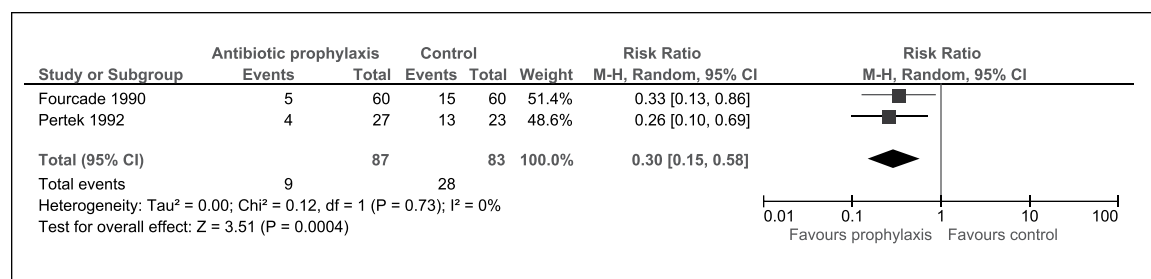 Antibiotic prophylaxis Control Risk Ratio Risk Ratio
Study or Subgroup Events Total Events Total Weight M-H, Random, 95% CI M-H, Random, 95% CI
Fourcade 1990 5 60 15 60 51.4% 0.33 [0.13, 0.86]
Pertek 1992 4 27 13 23 48.6% 0.26 [0.10, 0.69]
Total (95% CI) 87 83 100.0% 0.30 [0.15, 0.58]
Total events 9 28
Heterogeneity: Tau² = 0.00; Chi² = 0.12, df = 1 (P = 0.73); I² = 0%
Test for overall effect: Z = 3.51 (P = 0.0004)
0.01 0.1 1 10 100
Favours prophylaxis Favours control